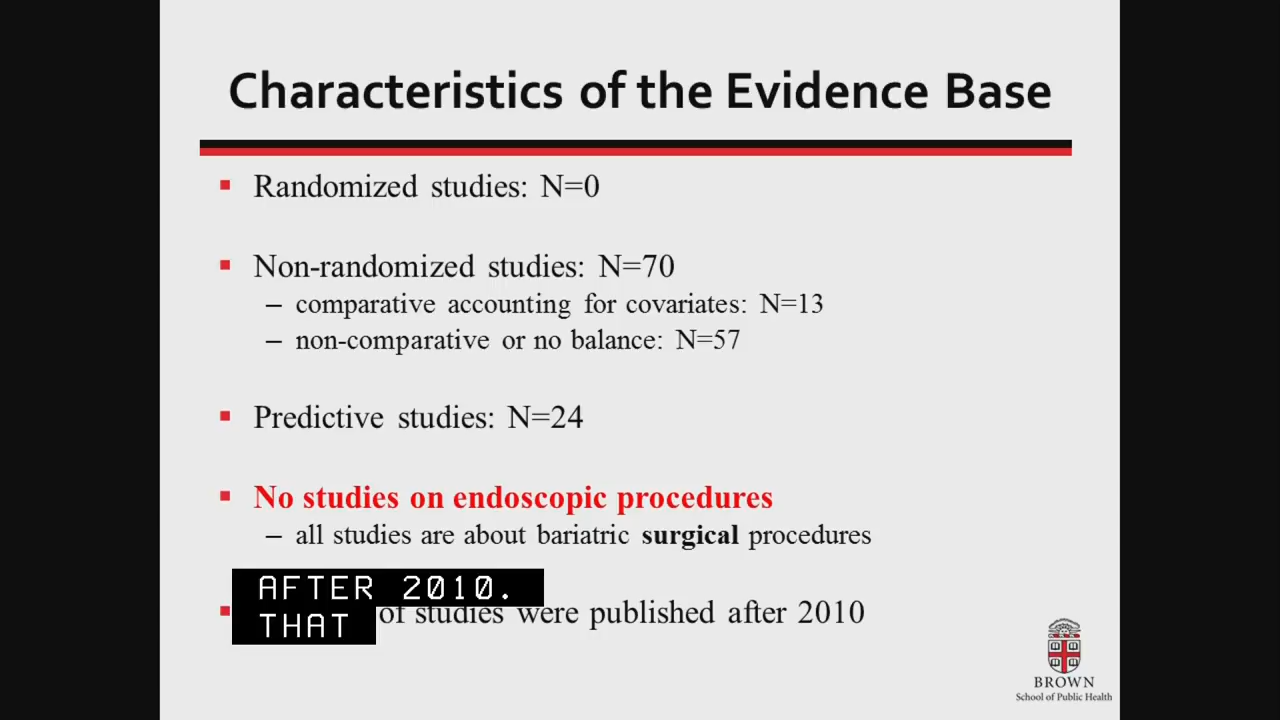 Characteristics of the Evidence Base
▪ Randomized studies: N=0
▪ Non-randomized studies: N=70
– comparative accounting for covariates: N=13
– non-comparative or no balance: N=57
▪ Predictive studies: N=24
▪ No studies on endoscopic procedures
– all studies are about bariatric surgical procedures
AFTER 2010.
▪ of studies were published after 2010
THAT
BROWN
School of Public Health